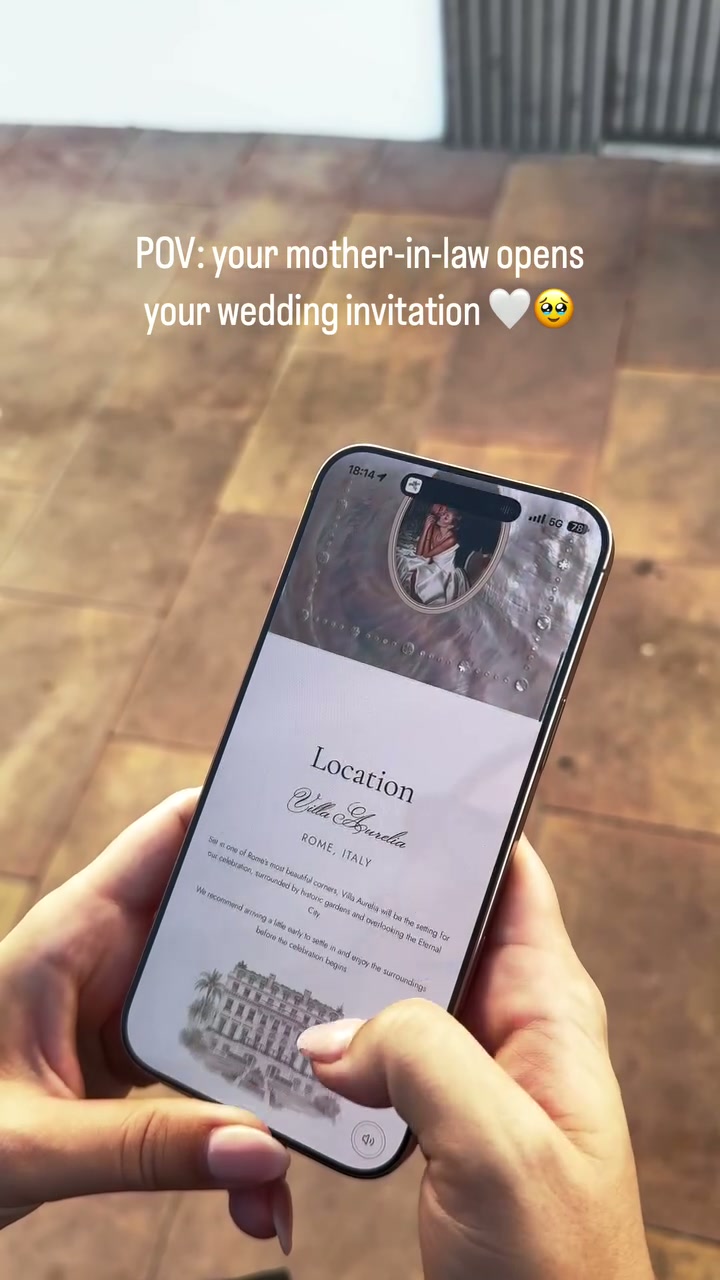 POV: your mother-in-law opens
your wedding invitation 🤍🥹
18:14
5G 78
Location
Villa Aurelia
ROME, ITALY
Set in one of Rome's most beautiful corners, Villa Aurelia will be the setting for
our celebration, surrounded by historic gardens and overlooking the Eternal
City.
We recommend arriving a little early to settle in and enjoy the surroundings
before the celebration begins.